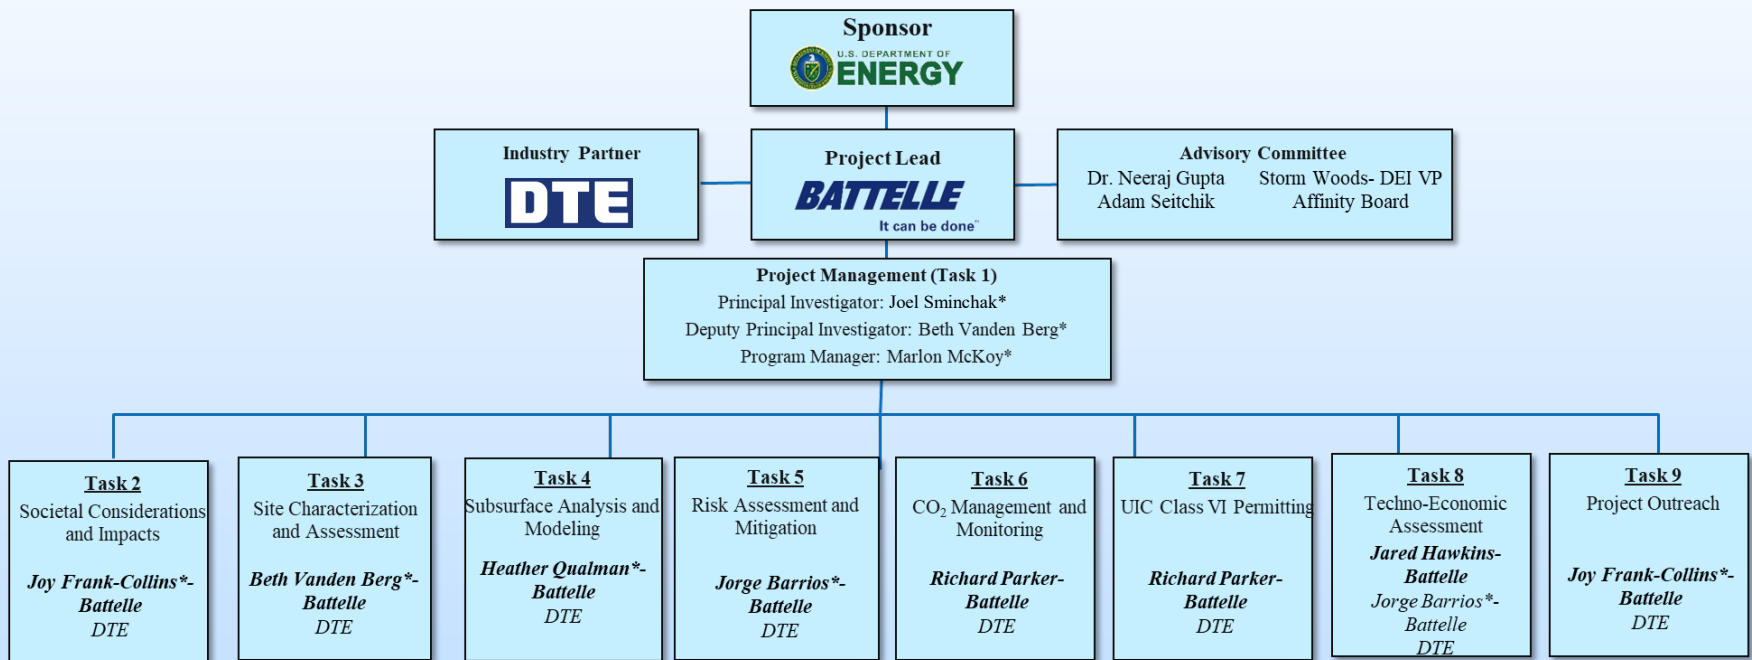 Sponsor
U.S. DEPARTMENT OF
ENERGY
Industry Partner
DTE
Project Lead
BATTELLE
It can be done
Advisory Committee
Dr. Neeraj Gupta Storm Woods- DEI VP
Adam Seitchik Affinity Board
Project Management (Task 1)
Principal Investigator: Joel Sminchak*
Deputy Principal Investigator: Beth Vanden Berg*
Program Manager: Marlon McKoy*
Task 2
Societal Considerations
and Impacts
Joy Frank-Collins*-
Battelle
DTE
Task 3
Site Characterization
and Assessment
Beth Vanden Berg*-
Battelle
DTE
Task 4
Subsurface Analysis and
Modeling
Heather Qualman*-
Battelle
DTE
Task 5
Risk Assessment and
Mitigation
Jorge Barrios*-
Battelle
DTE
Task 6
CO₂ Management and
Monitoring
Richard Parker-
Battelle
DTE
Task 7
UIC Class VI Permitting
Richard Parker-
Battelle
DTE
Task 8
Techno-Economic
Assessment
Jared Hawkins-
Battelle
Jorge Barrios*-
Battelle
DTE
Task 9
Project Outreach
Joy Frank-Collins*-
Battelle
DTE